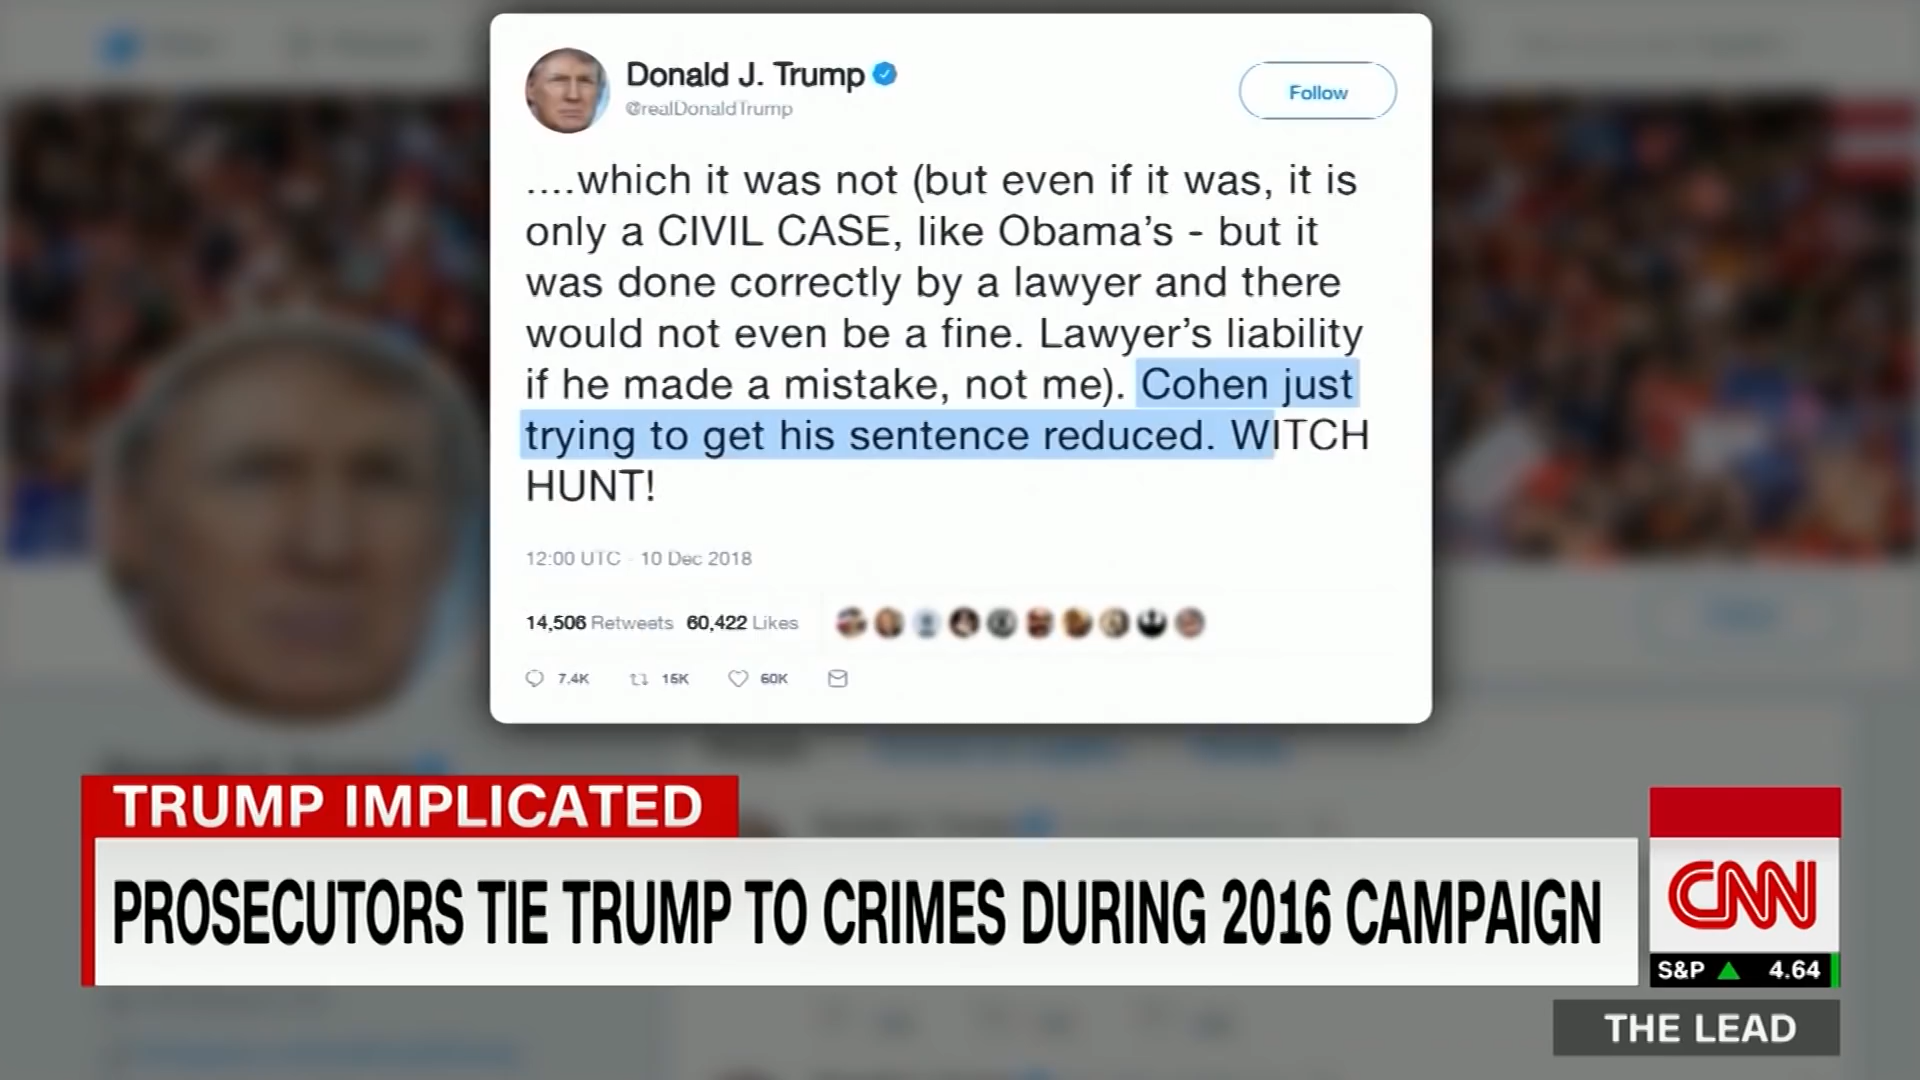 Donald J. Trump
@realDonaldTrump
Follow
....which it was not (but even if it was, it is
only a CIVIL CASE, like Obama’s - but it
was done correctly by a lawyer and there
would not even be a fine. Lawyer’s liability
if he made a mistake, not me). Cohen just
trying to get his sentence reduced. WITCH
HUNT!
12:00 UTC - 10 Dec 2018
14,506 Retweets 60,422 Likes
7.4K 15K 60K
TRUMP IMPLICATED
PROSECUTORS TIE TRUMP TO CRIMES DURING 2016 CAMPAIGN
CNN
S&P ▲ 4.64
THE LEAD